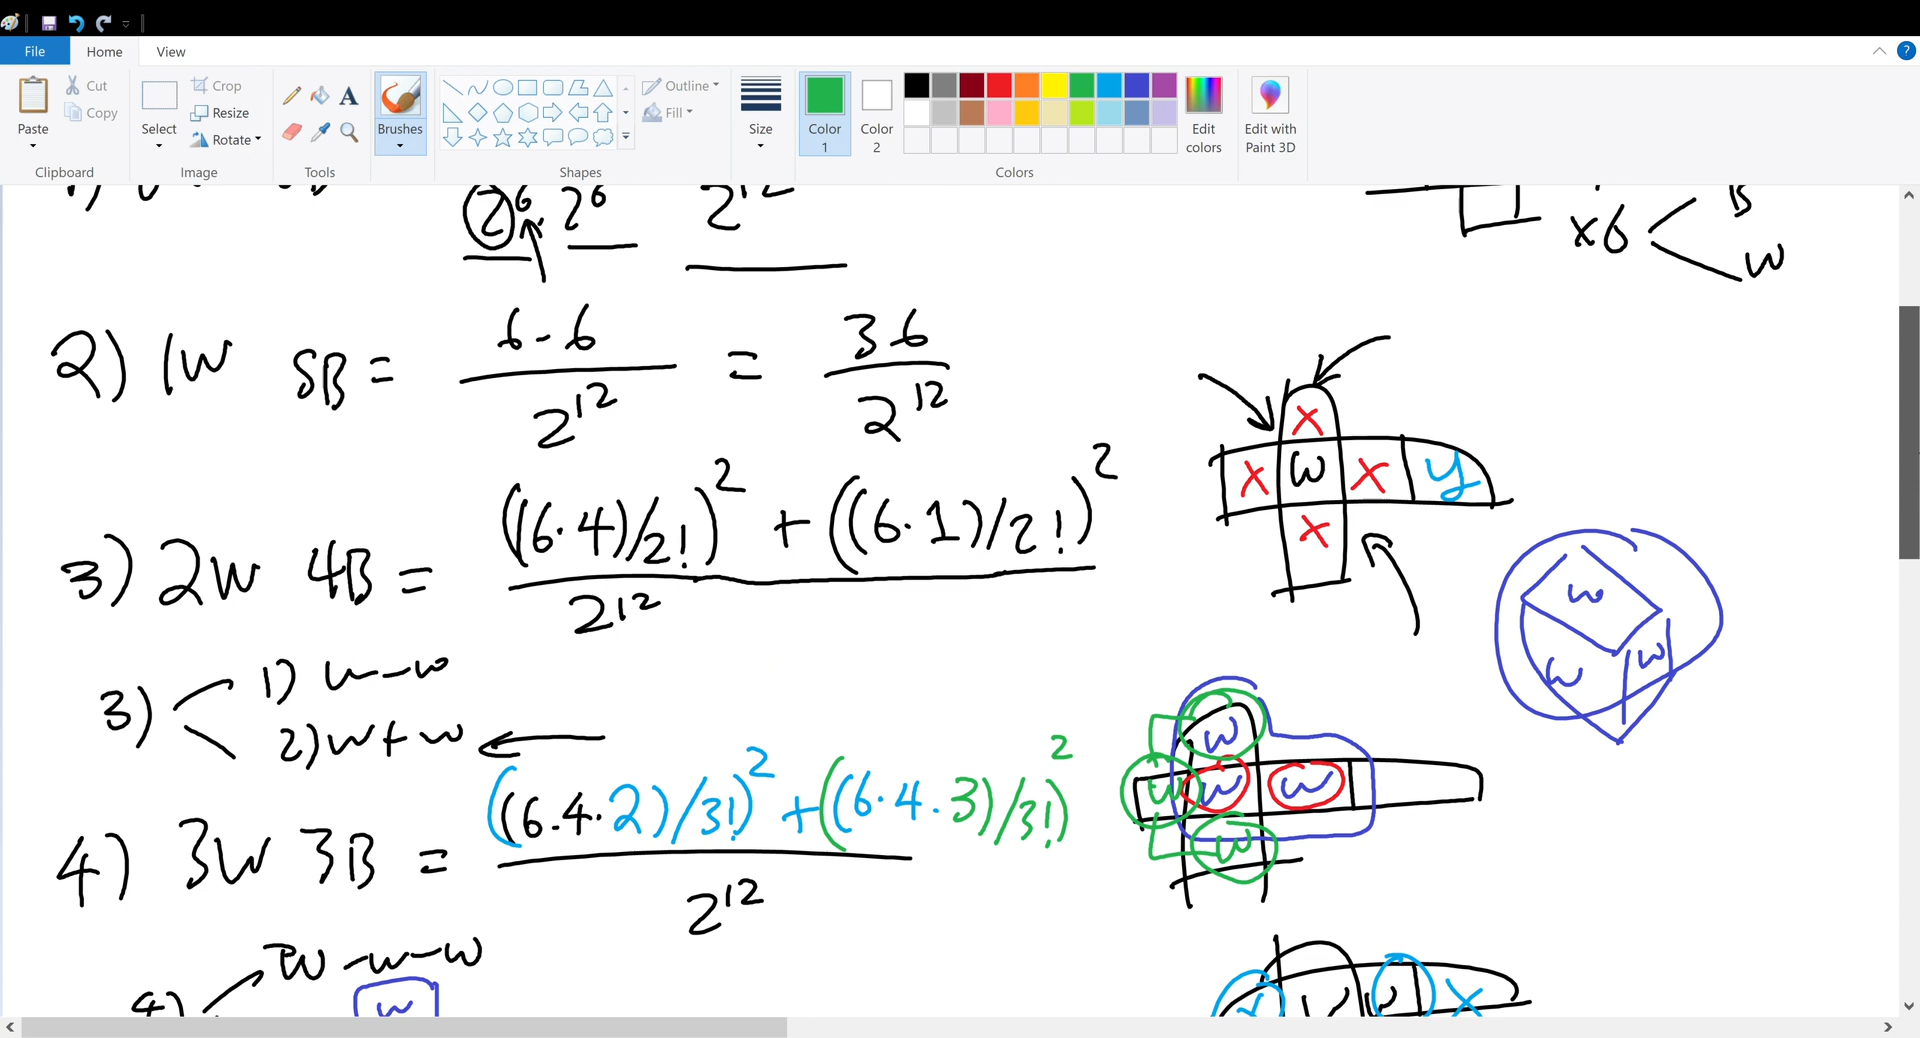 File Home View
Paste
Cut
Copy
Clipboard
Select
Crop
Resize
Rotate
Image
A
Tools
Brushes
Shapes
Outline
Fill
Size
Color 1
Color 2
Edit colors
Colors
Edit with Paint 3D
2⁶ 2⁶ 2¹²
x6 B
W
2) 1W 5B = 6·6 / 2¹² = 36 / 2¹²
X
X W X y
X
3) 2W 4B = ((6·4)/2!)² + ((6·1)/2!)² / 2¹²
W
W W
3) 1) W-W
2) W+W
4) 3W 3B = ((6·4·2)/3!)² + ((6·4·3)/3!)² / 2¹²
W
W W W
W
4) W-W-W
W
W X